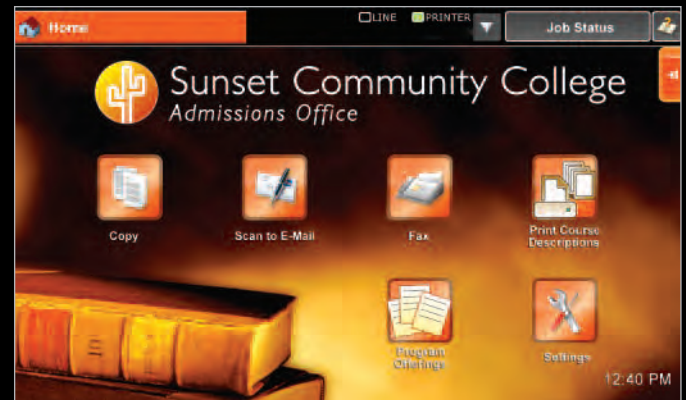 Home
LINE PRINTER
Job Status
Sunset Community College
Admissions Office
Copy
Scan to E-Mail
Fax
Print Course
Descriptions
Program
Offerings
Settings
12:40 PM